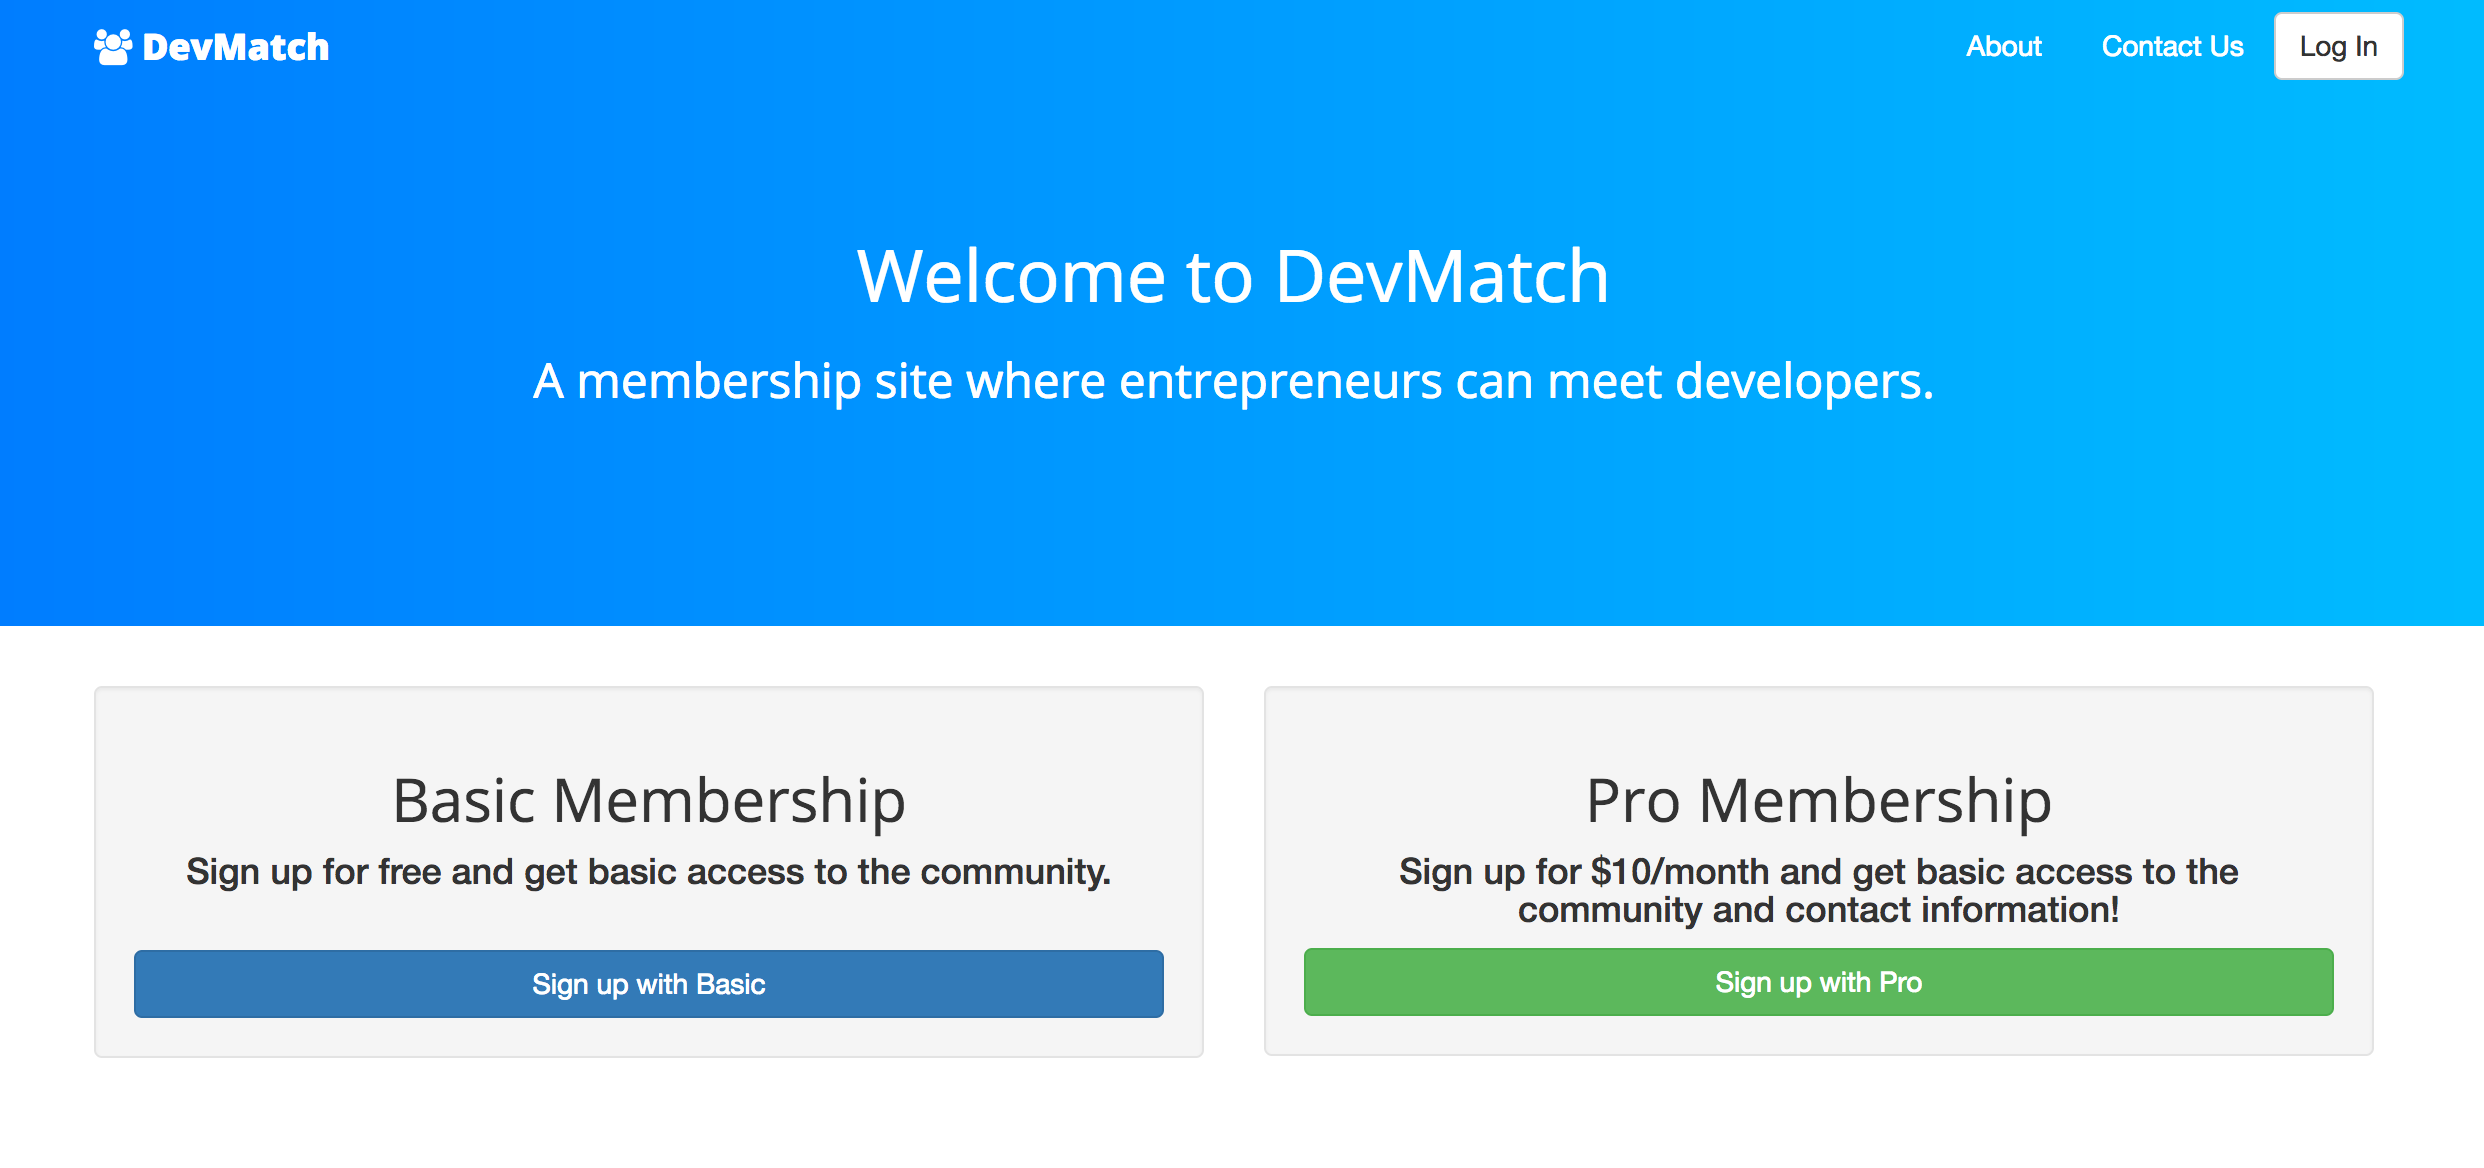 DevMatch
About
Contact Us
Log In
Welcome to DevMatch
A membership site where entrepreneurs can meet developers.
Basic Membership
Sign up for free and get basic access to the community.
Sign up with Basic
Pro Membership
Sign up for $10/month and get basic access to the
community and contact information!
Sign up with Pro